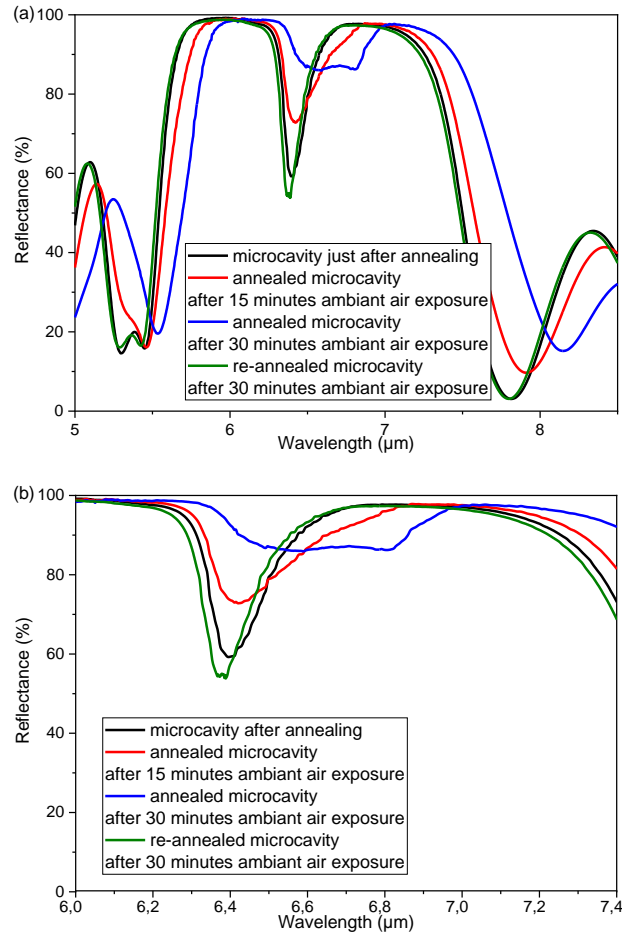 (a)
100
80
60
40
20
0
Reflectance (%)
microcavity just after annealing
annealed microcavity
after 15 minutes ambiant air exposure
annealed microcavity
after 30 minutes ambiant air exposure
re-annealed microcavity
after 30 minutes ambiant air exposure
5 6 7 8
Wavelength (µm)
(b)
100
80
60
40
20
0
Reflectance (%)
microcavity after annealing
annealed microcavity
after 15 minutes ambiant air exposure
annealed microcavity
after 30 minutes ambiant air exposure
re-annealed microcavity
after 30 minutes ambiant air exposure
6,0 6,2 6,4 6,6 6,8 7,0 7,2 7,4
Wavelength (µm)